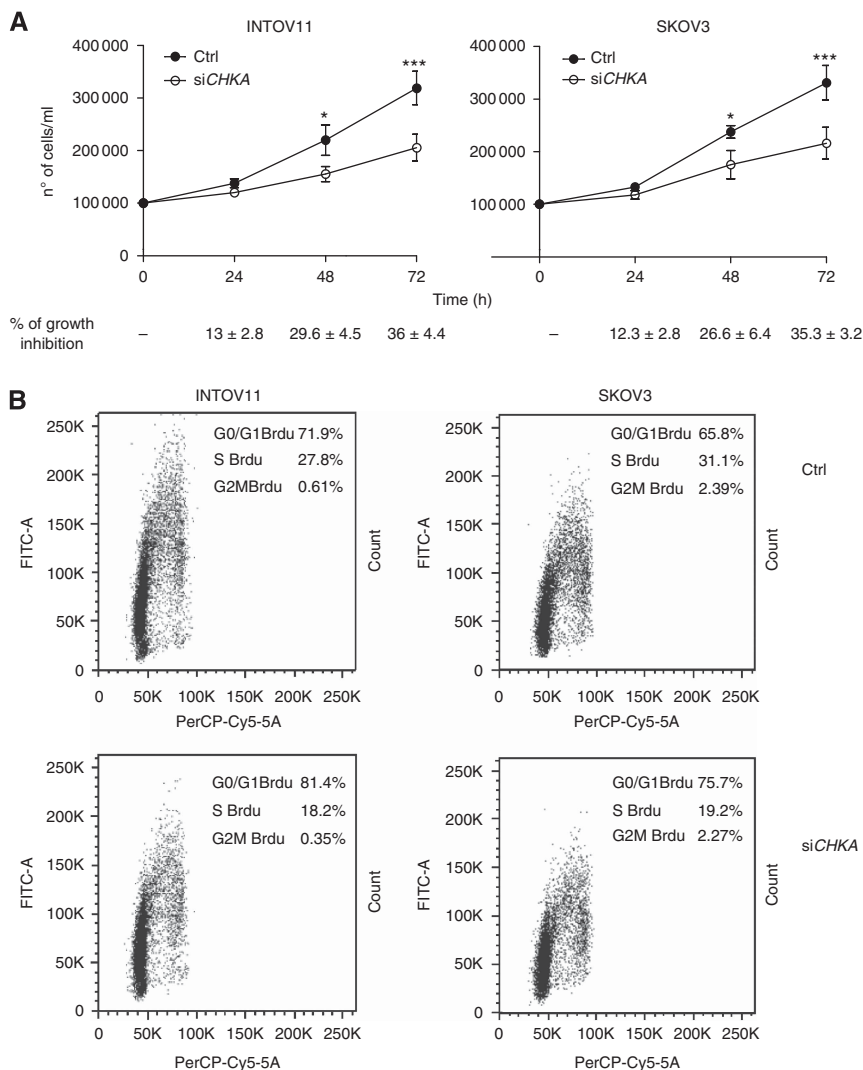 A
INTOV11
400 000
300 000
200 000
100 000
0
n° of cells/ml
Ctrl
siCHKA
*
***
0 24 48 72
SKOV3
400 000
300 000
200 000
100 000
Ctrl
siCHKA
*
***
0 24 48 72
Time (h)
% of growth
inhibition
– 13 ± 2.8 29.6 ± 4.5 36 ± 4.4
– 12.3 ± 2.8 26.6 ± 6.4 35.3 ± 3.2
B
INTOV11
250K
200K
150K
100K
50K
0
FITC-A
G0/G1Brdu 71.9%
S Brdu 27.8%
G2MBrdu 0.61%
0 50K 100K 150K 200K 250K
PerCP-Cy5-5A
Count
SKOV3
250K
200K
150K
100K
50K
0
FITC-A
G0/G1Brdu 65.8%
S Brdu 31.1%
G2M Brdu 2.39%
0 50K 100K 150K 200K 250K
PerCP-Cy5-5A
Count
Ctrl
250K
200K
150K
100K
50K
0
FITC-A
G0/G1Brdu 81.4%
S Brdu 18.2%
G2M Brdu 0.35%
0 50K 100K 150K 200K 250K
PerCP-Cy5-5A
Count
250K
200K
150K
100K
50K
0
FITC-A
G0/G1Brdu 75.7%
S Brdu 19.2%
G2M Brdu 2.27%
0 50K 100K 150K 200K 250K
PerCP-Cy5-5A
Count
siCHKA